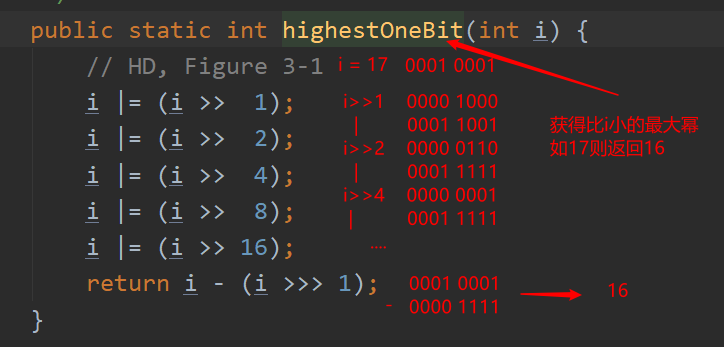 public static int highestOneBit(int i) {
// HD, Figure 3-1 i = 17 0001 0001
i |= (i >> 1); i>>1 0000 1000
| 0001 1001 获得比i小的最大幂
i |= (i >> 2); i>>2 0000 0110 如17则返回16
| 0001 1111
i |= (i >> 4); i>>4 0000 0001
i |= (i >> 8); | 0001 1111
i |= (i >> 16); ....
return i - (i >>> 1); 0001 0001 16
- 0000 1111
}